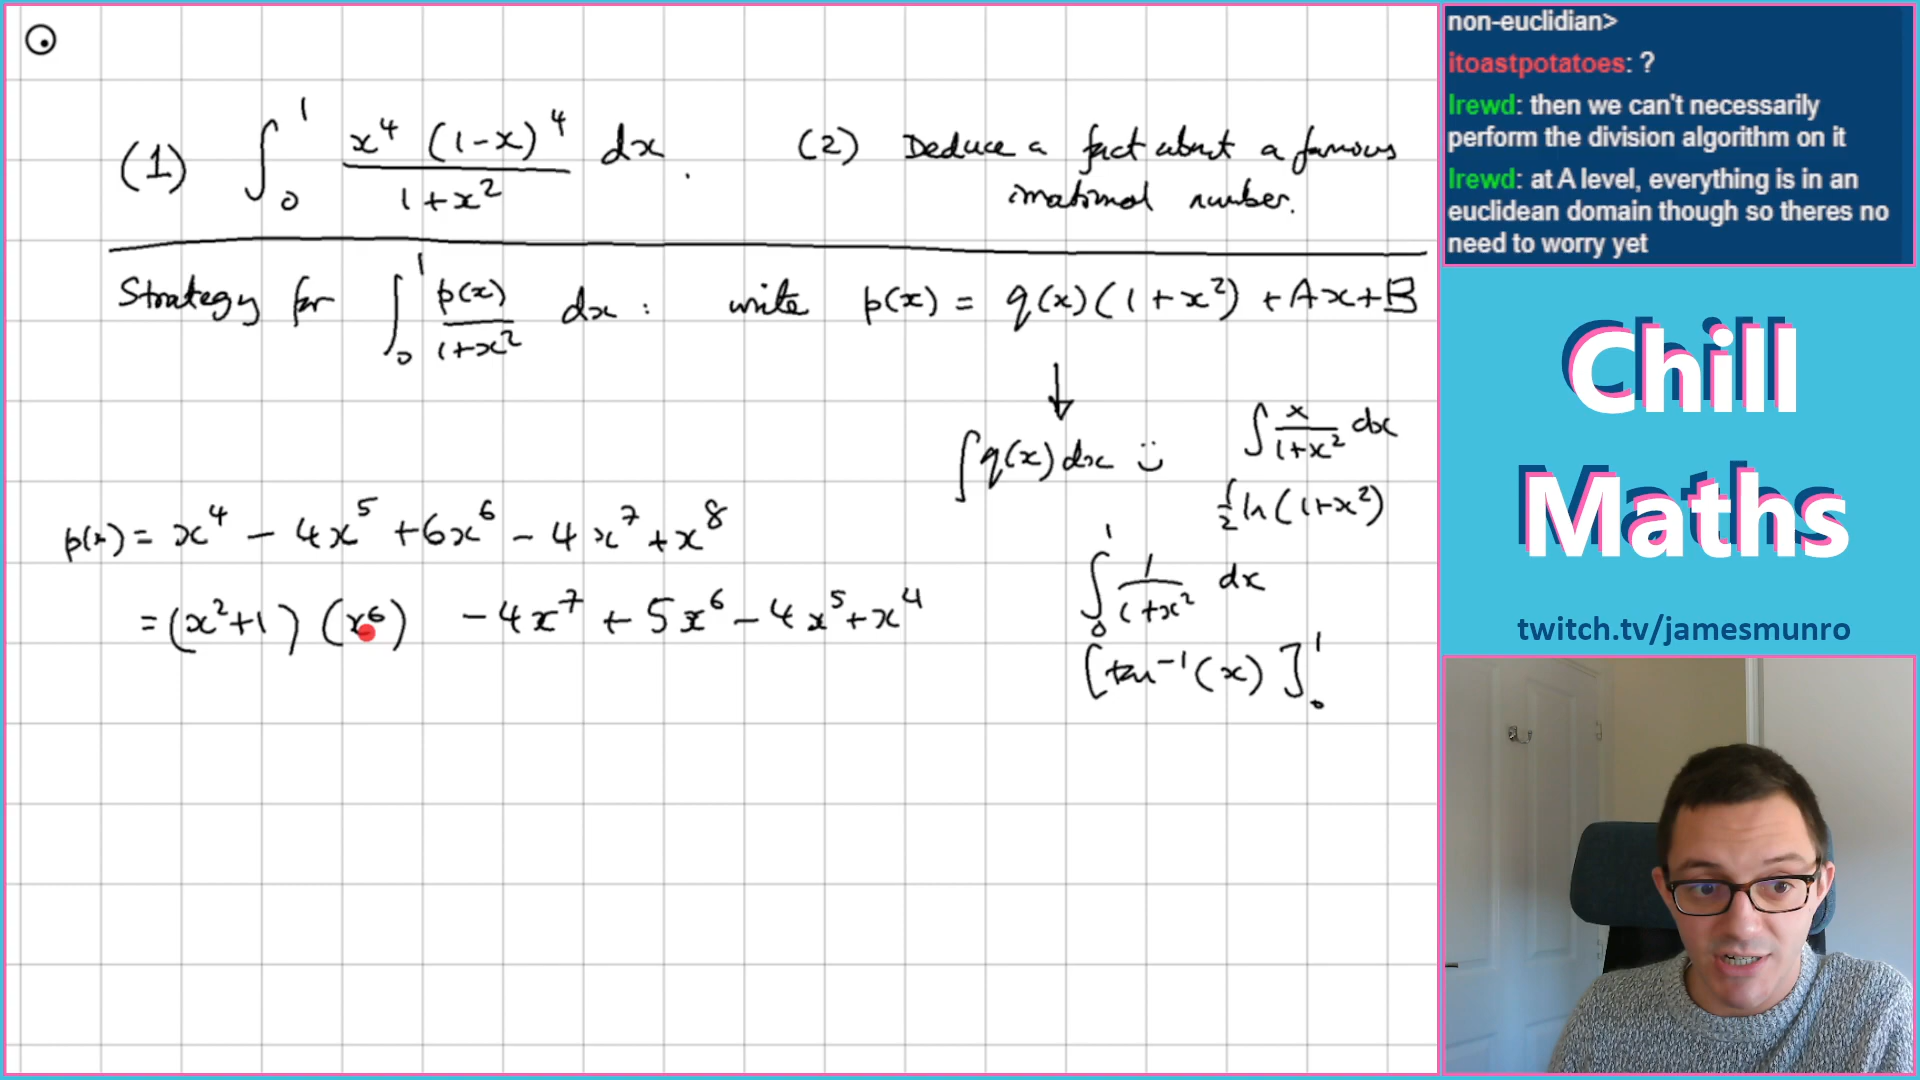 (1) ∫₀¹ x⁴ (1-x)⁴ / 1+x² dx. (2) Deduce a fact about a famous
irrational number.
Strategy for ∫₀¹ p(x) / 1+x² dx : write p(x) = q(x)(1+x²) + Ax+B
↓
∫q(x)dx ∫ x / 1+x² dx
½ ln(1+x²)
p(x) = x⁴ - 4x⁵ + 6x⁶ - 4x⁷ + x⁸
∫₀¹ 1 / 1+x² dx
= (x²+1) (x⁶) - 4x⁷ + 5x⁶ - 4x⁵ + x⁴
[tan⁻¹(x)]₀¹
non-euclidian>
itoastpotatoes: ?
lrewd: then we can't necessarily
perform the division algorithm on it
lrewd: at A level, everything is in an
euclidean domain though so theres no
need to worry yet
Chill
Maths
twitch.tv/jamesmunro